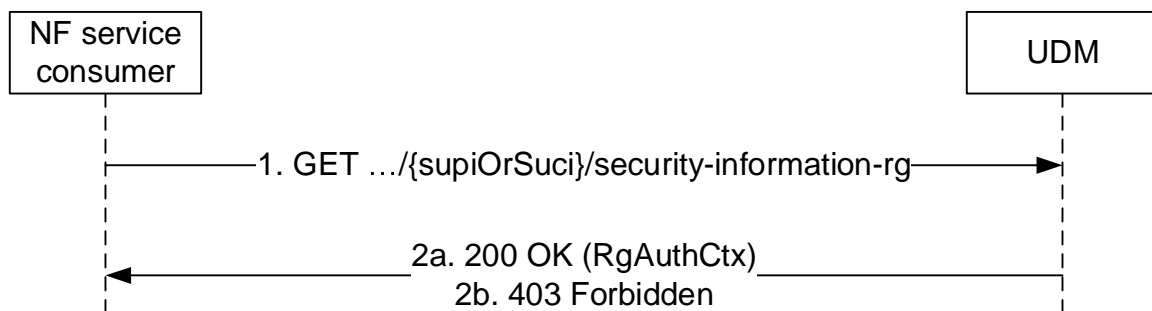 NF service
consumer
UDM
1. GET …/{supiOrSuci}/security-information-rg
2a. 200 OK (RgAuthCtx)
2b. 403 Forbidden